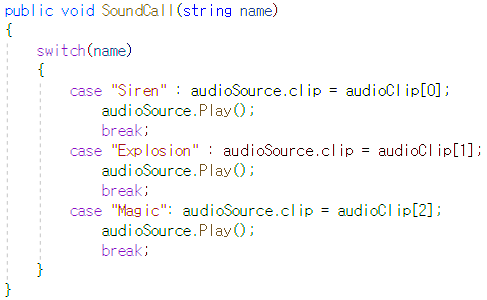 public void SoundCall(string name)
{
switch(name)
{
case "Siren" : audioSource.clip = audioClip[0];
audioSource.Play();
break;
case "Explosion" : audioSource.clip = audioClip[1];
audioSource.Play();
break;
case "Magic": audioSource.clip = audioClip[2];
audioSource.Play();
break;
}
}